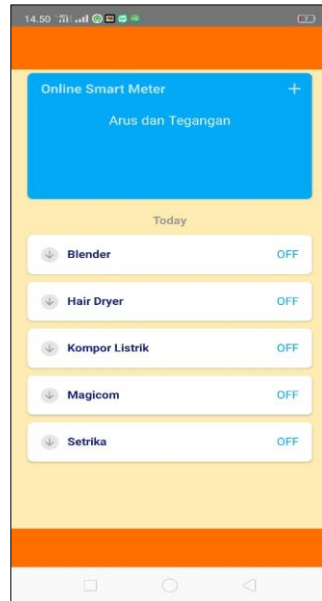 14.50
Online Smart Meter +
Arus dan Tegangan
Today
Blender OFF
Hair Dryer OFF
Kompor Listrik OFF
Magicom OFF
Setrika OFF